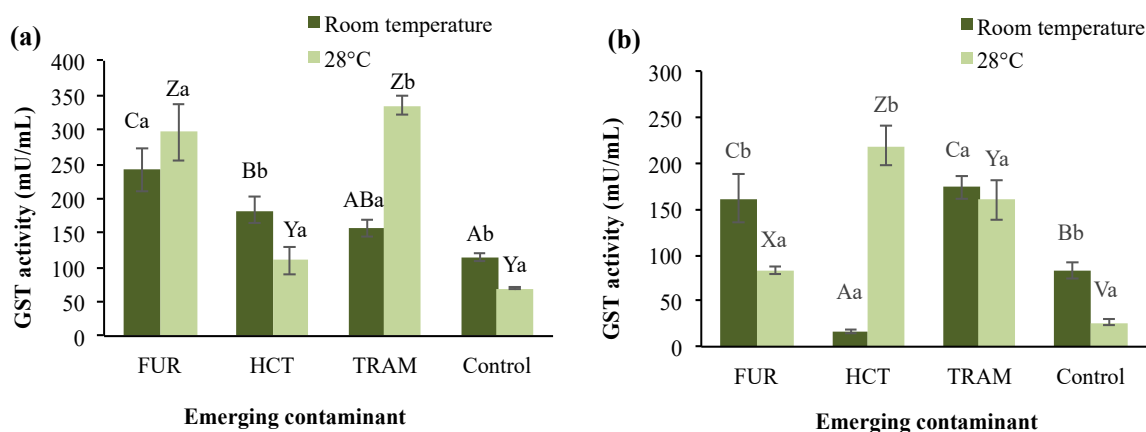 (a)
Room temperature
28°C
GST activity (mU/mL)
400
350
300
250
200
150
100
50
0
Ca
Za
Bb
Ya
ABa
Zb
Ab
Ya
FUR HCT TRAM Control
Emerging contaminant
(b)
Room temperature
28°C
GST activity (mU/mL)
300
250
200
150
100
50
0
Cb
Xa
Aa
Zb
Ca
Ya
Bb
Va
FUR HCT TRAM Control
Emerging contaminant